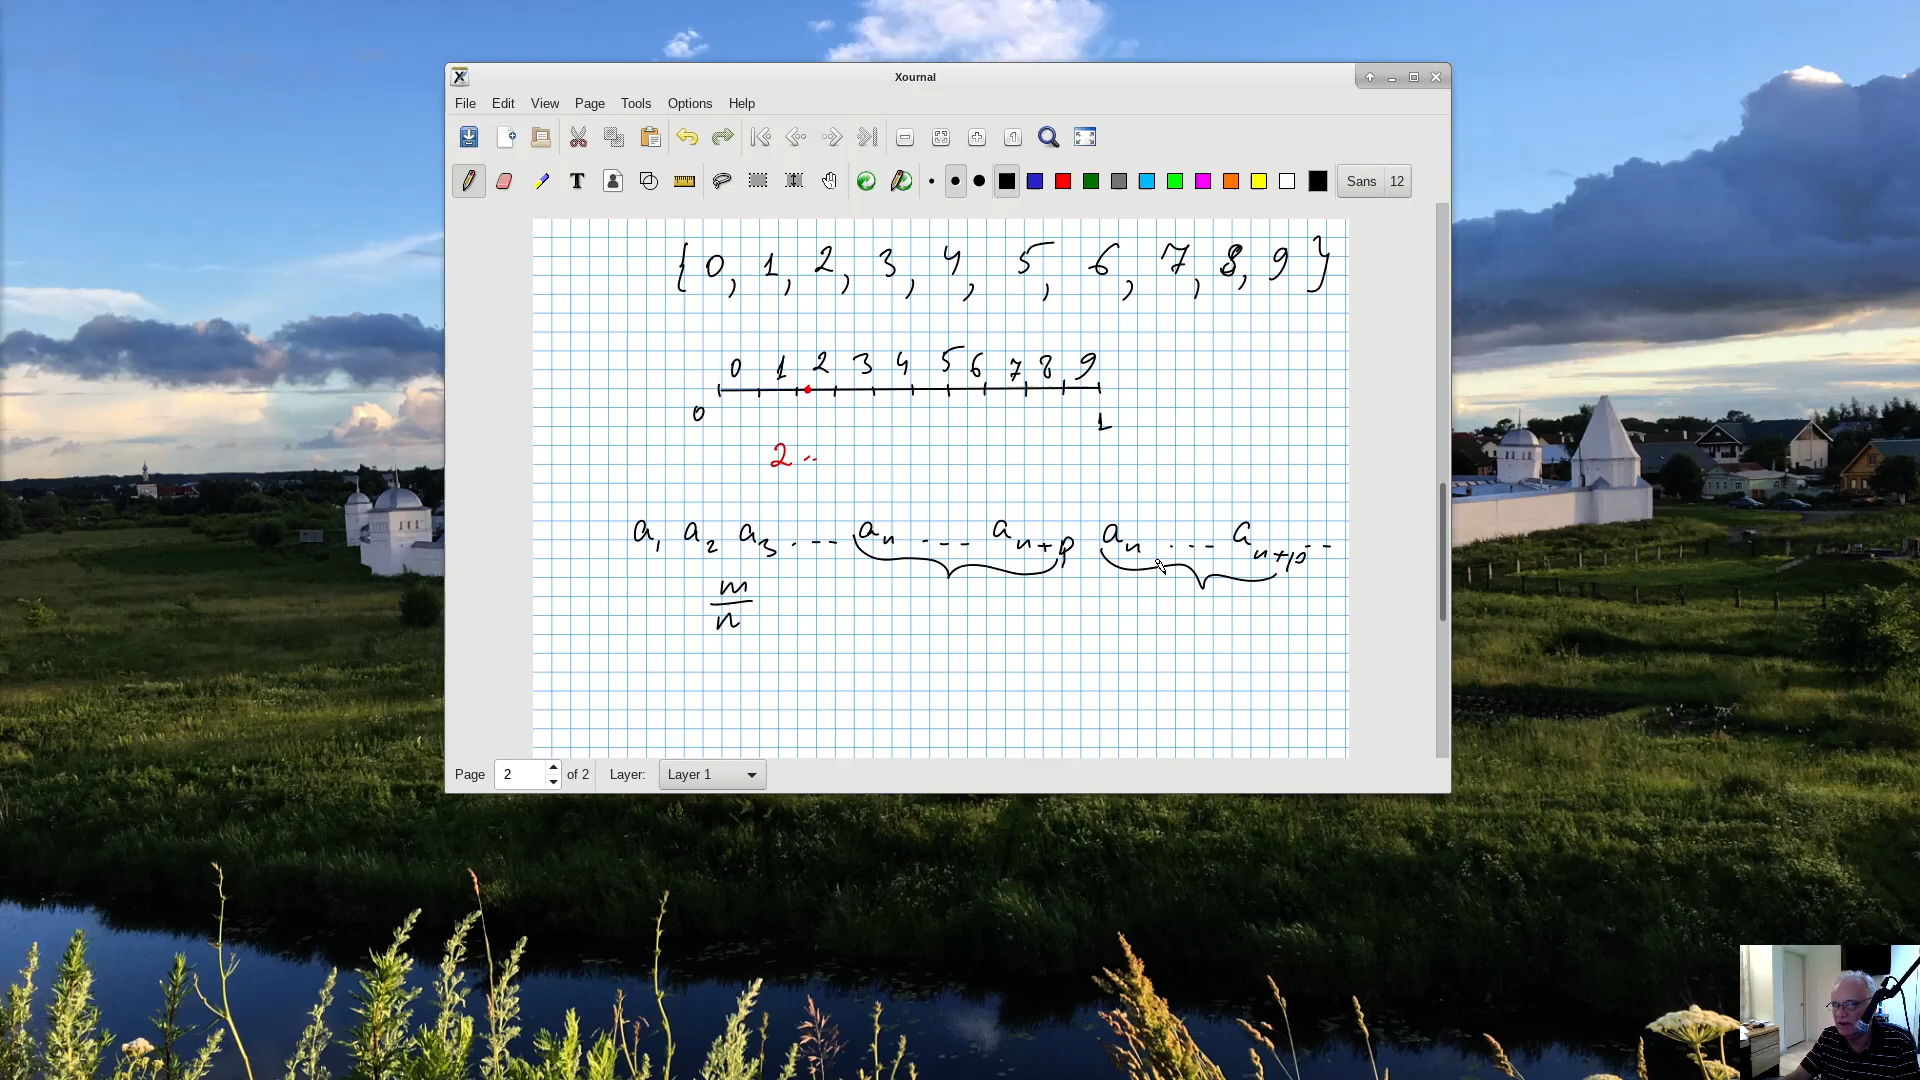 Xournal
File Edit View Page Tools Options Help
Sans 12
{0, 1, 2, 3, 4, 5, 6, 7, 8, 9}
0 1 2 3 4 5 6 7 8 9
0 1
2 ..
a₁ a₂ a₃ .--- aₙ --- aₙ₊ₚ aₙ .--- aₙ₊ₚ --
m
n
Page 2 of 2 Layer: Layer 1